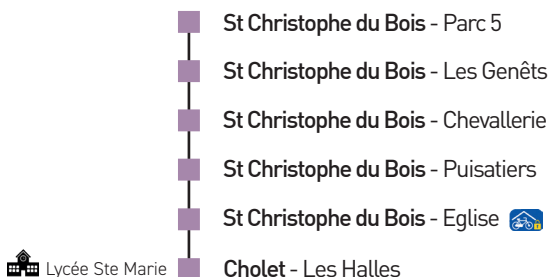 St Christophe du Bois - Parc 5
St Christophe du Bois - Les Genêts
St Christophe du Bois - Chevallerie
St Christophe du Bois - Puisatiers
St Christophe du Bois - Eglise
Lycée Ste Marie Cholet - Les Halles